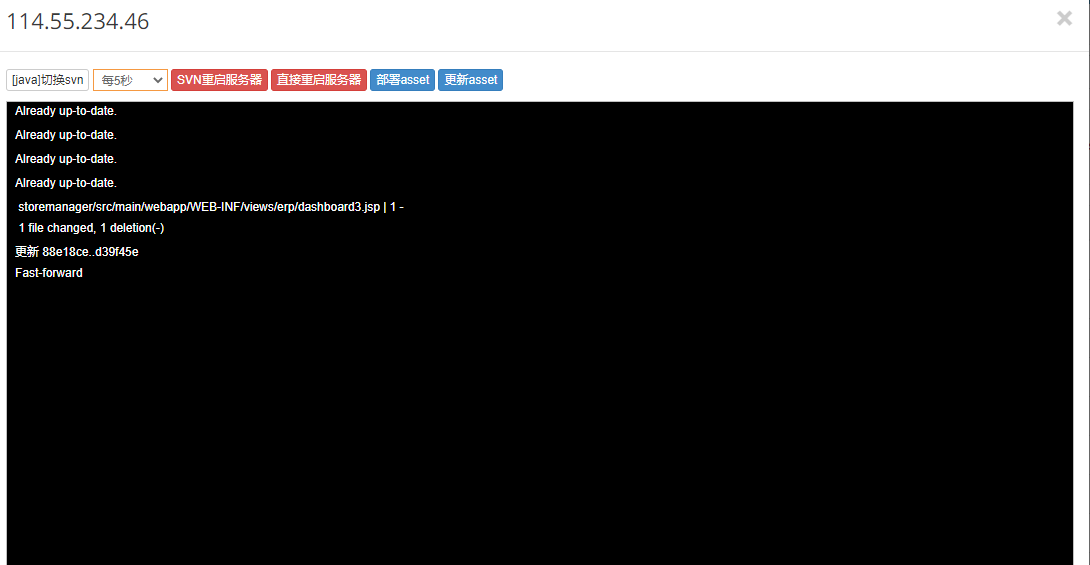 114.55.234.46
[java]切换svn 每5秒 SVN重启服务器 直接重启服务器 部署asset 更新asset
Already up-to-date.
Already up-to-date.
Already up-to-date.
Already up-to-date.
storemanager/src/main/webapp/WEB-INF/views/erp/dashboard3.jsp | 1 -
1 file changed, 1 deletion(-)
更新 88e18ce..d39f45e
Fast-forward